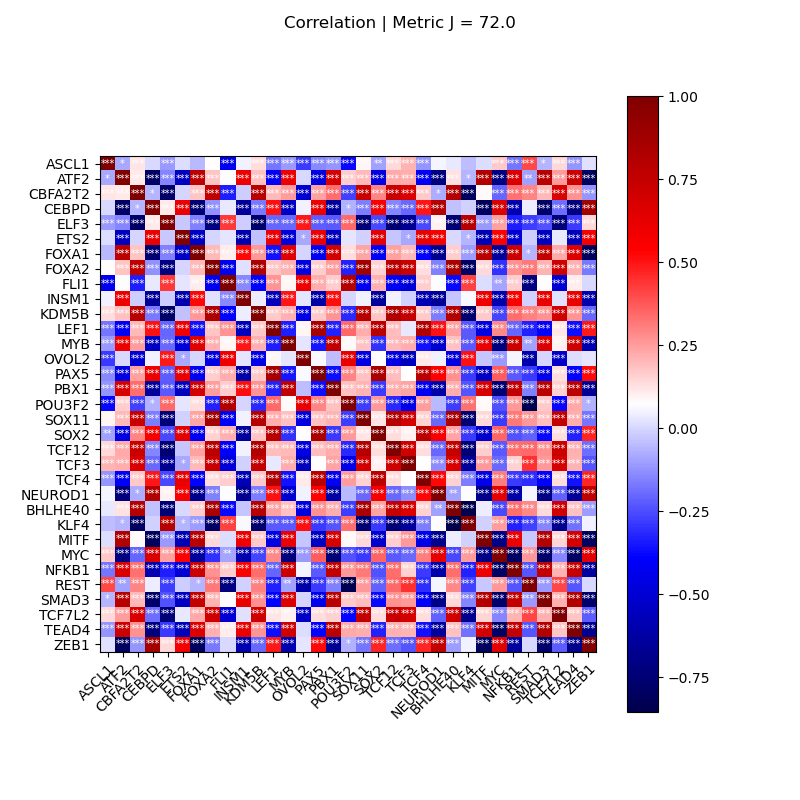 Correlation | Metric J = 72.0
ASCL1
ATF2
CBFA2T2
CEBPD
ELF3
ETS2
FOXA1
FOXA2
FLI1
INSM1
KDM5B
LEF1
MYB
OVOL2
PAX5
PBX1
POU3F2
SOX11
SOX2
TCF12
TCF3
TCF4
NEUROD1
BHLHE40
KLF4
MITF
MYC
NFKB1
REST
SMAD3
TCF7L2
TEAD4
ZEB1
ASCL1
ATF2
CBFA2T2
CEBPD
ELF3
ETS2
FOXA1
FOXA2
FLI1
INSM1
KDM5B
LEF1
MYB
OVOL2
PAX5
PBX1
POU3F2
SOX11
SOX2
TCF12
TCF3
TCF4
NEUROD1
BHLHE40
KLF4
MITF
MYC
NFKB1
REST
SMAD3
TCF7L2
TEAD4
ZEB1
1.00
0.75
0.50
0.25
0.00
−0.25
−0.50
−0.75